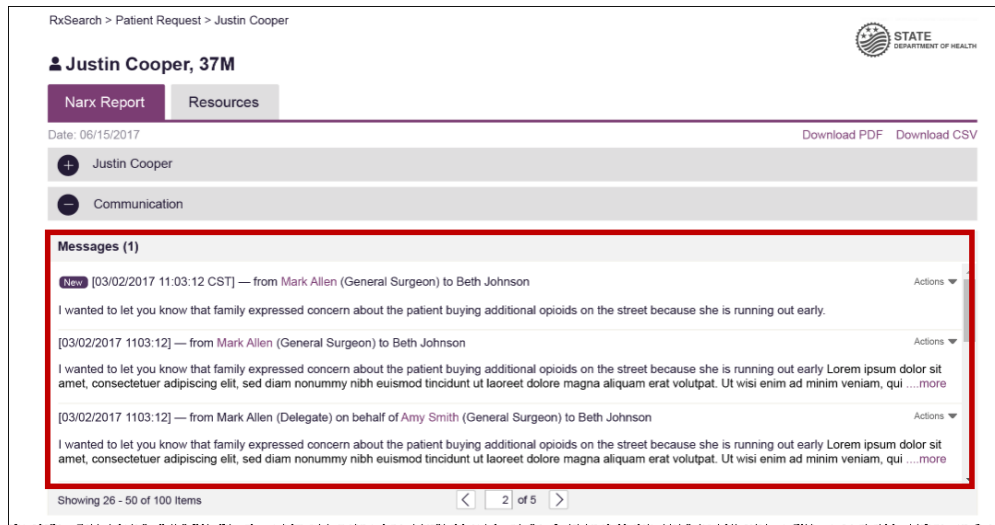 RxSearch > Patient Request > Justin Cooper
STATE
DEPARTMENT OF HEALTH
Justin Cooper, 37M
Narx Report
Resources
Date: 06/15/2017
Download PDF
Download CSV
Justin Cooper
Communication
Messages (1)
New [03/02/2017 11:03:12 CST] — from Mark Allen (General Surgeon) to Beth Johnson
Actions
I wanted to let you know that family expressed concern about the patient buying additional opioids on the street because she is running out early.
[03/02/2017 1103:12] — from Mark Allen (General Surgeon) to Beth Johnson
Actions
I wanted to let you know that family expressed concern about the patient buying additional opioids on the street because she is running out early Lorem ipsum dolor sit
amet, consectetuer adipiscing elit, sed diam nonummy nibh euismod tincidunt ut laoreet dolore magna aliquam erat volutpat. Ut wisi enim ad minim veniam, qui ....more
[03/02/2017 1103:12] — from Mark Allen (Delegate) on behalf of Amy Smith (General Surgeon) to Beth Johnson
Actions
I wanted to let you know that family expressed concern about the patient buying additional opioids on the street because she is running out early Lorem ipsum dolor sit
amet, consectetuer adipiscing elit, sed diam nonummy nibh euismod tincidunt ut laoreet dolore magna aliquam erat volutpat. Ut wisi enim ad minim veniam, qui ....more
Showing 26 - 50 of 100 Items
2 of 5